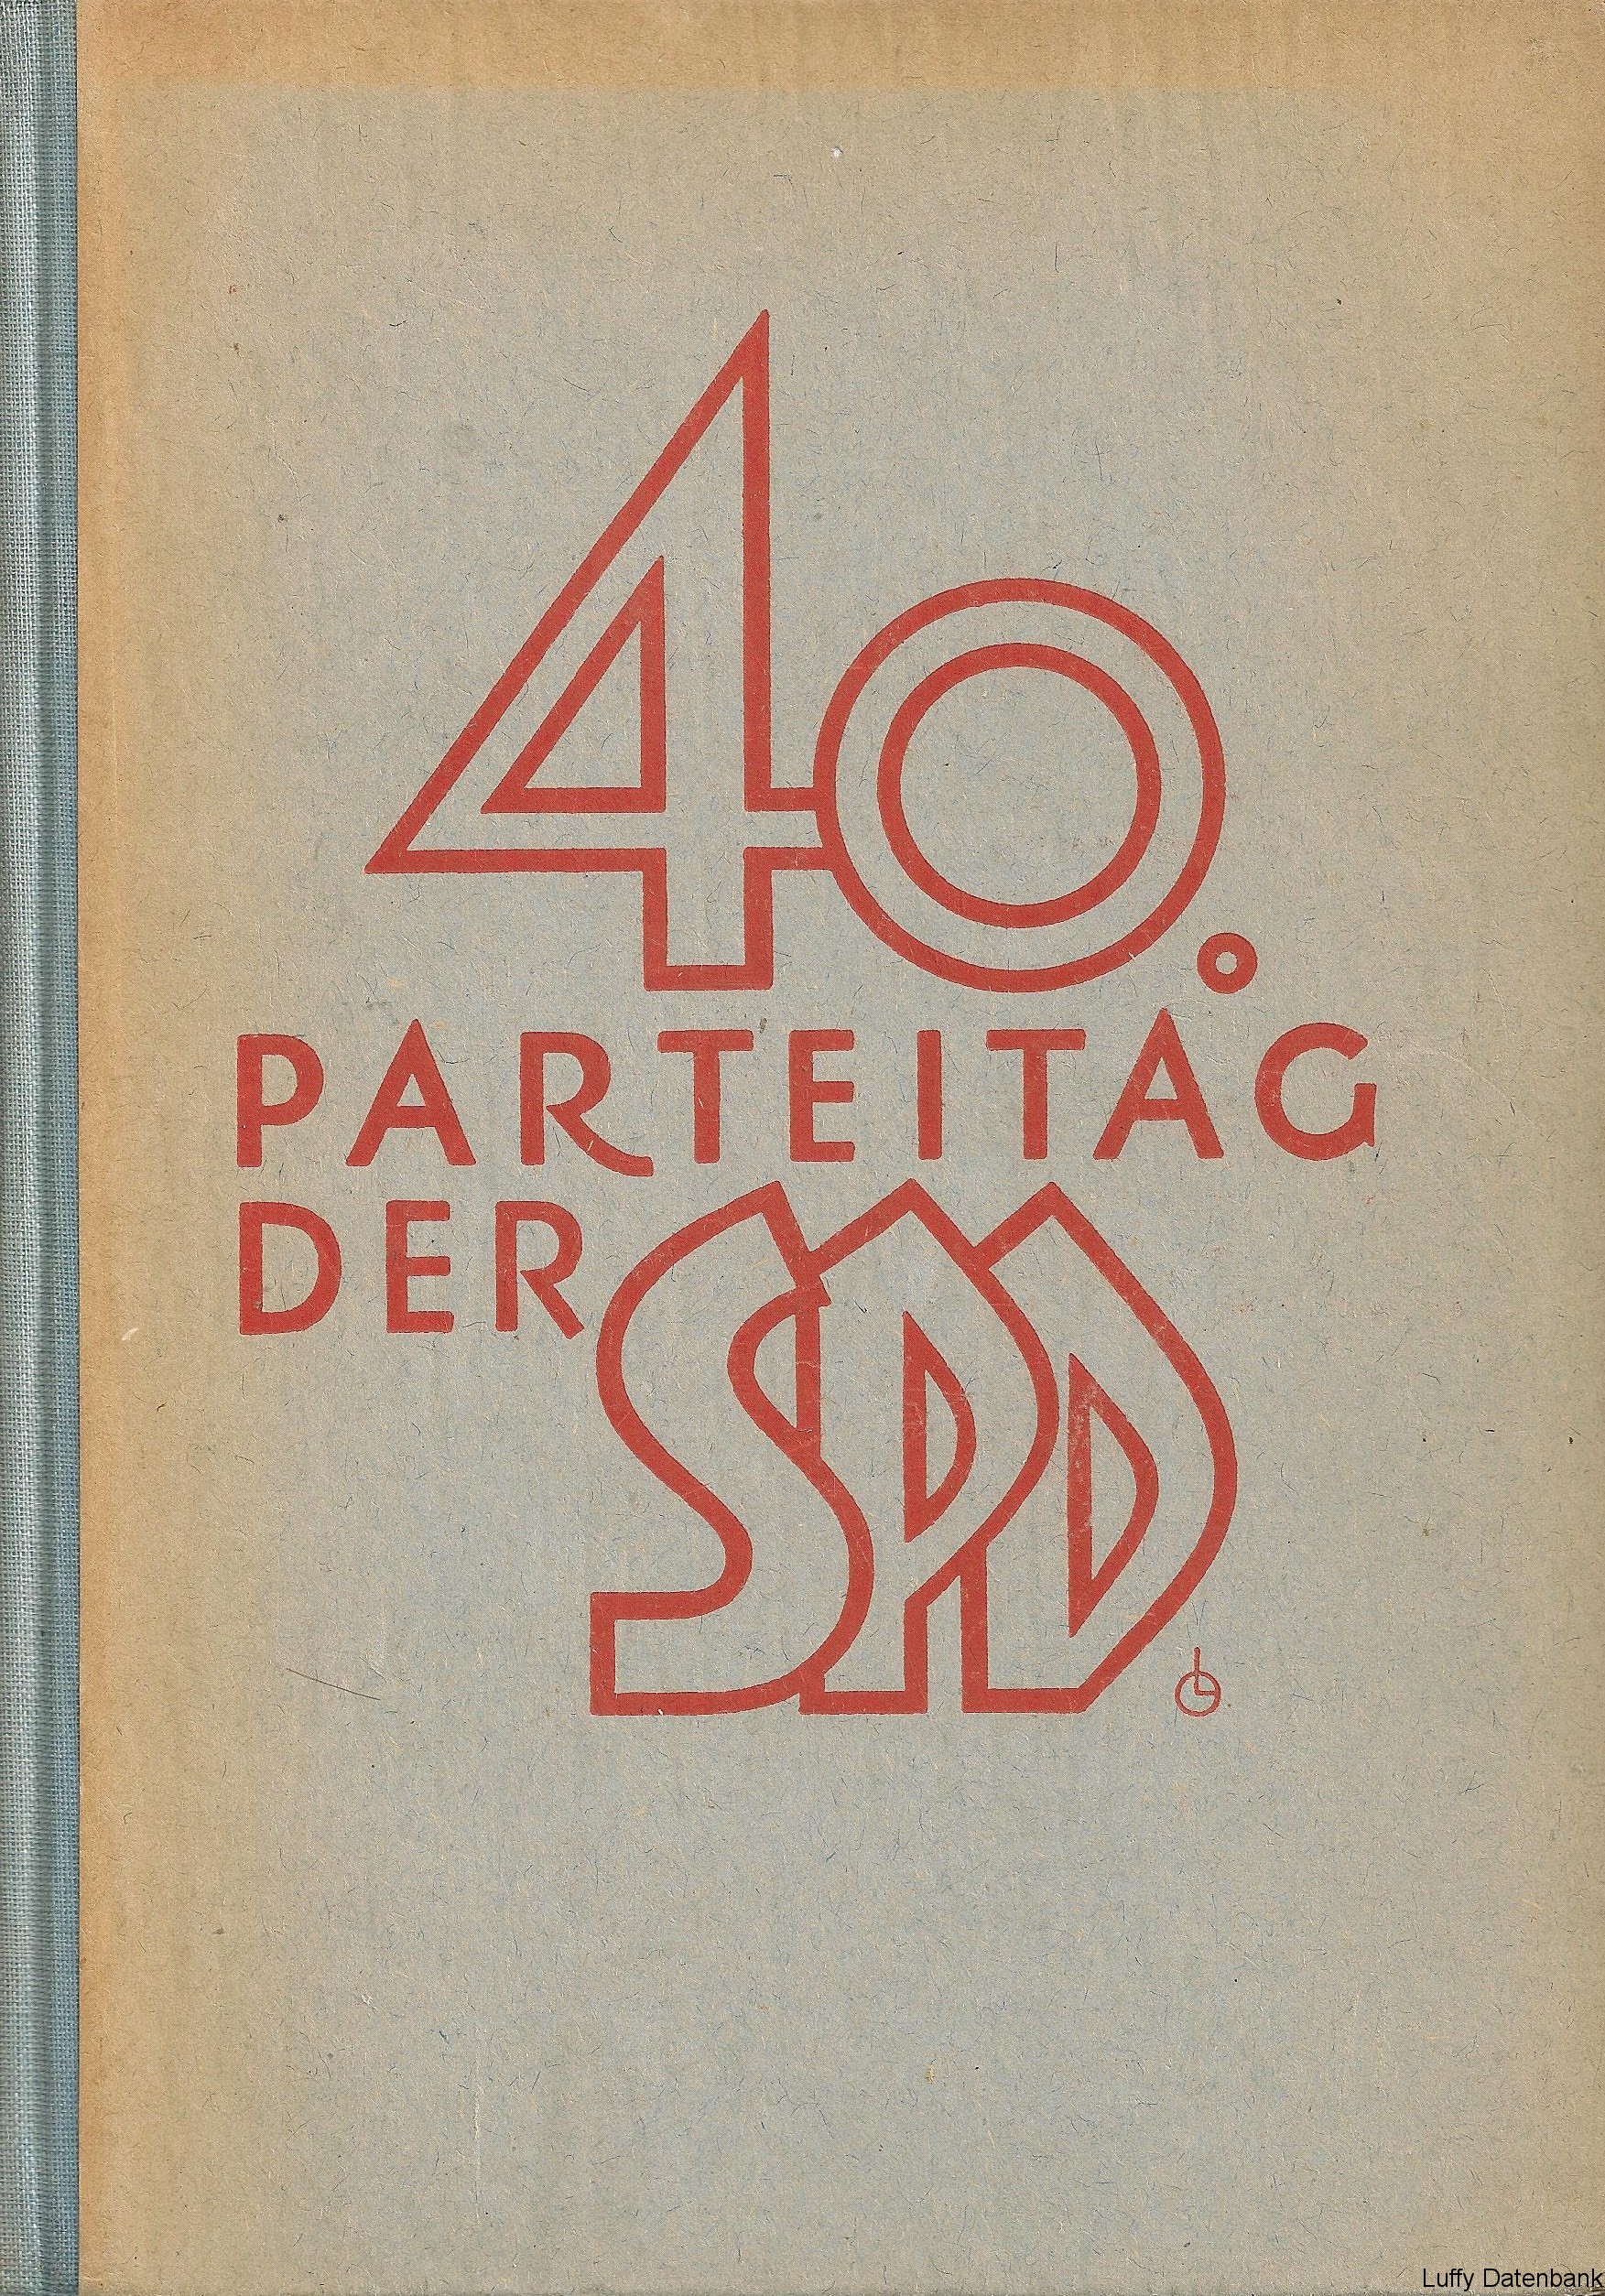 40.
PARTEITAG
DER SPD
Luffy Datenbank